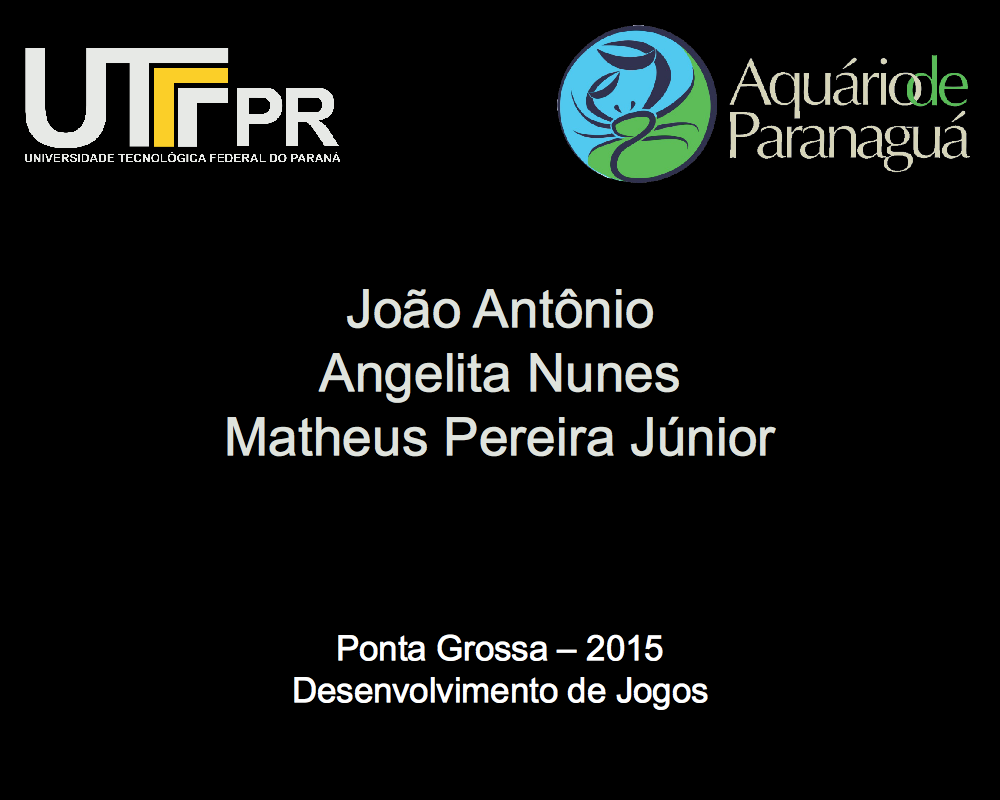 UTFPR
UNIVERSIDADE TECNOLÓGICA FEDERAL DO PARANÁ
Aquário de
Paranaguá
João Antônio
Angelita Nunes
Matheus Pereira Júnior
Ponta Grossa – 2015
Desenvolvimento de Jogos